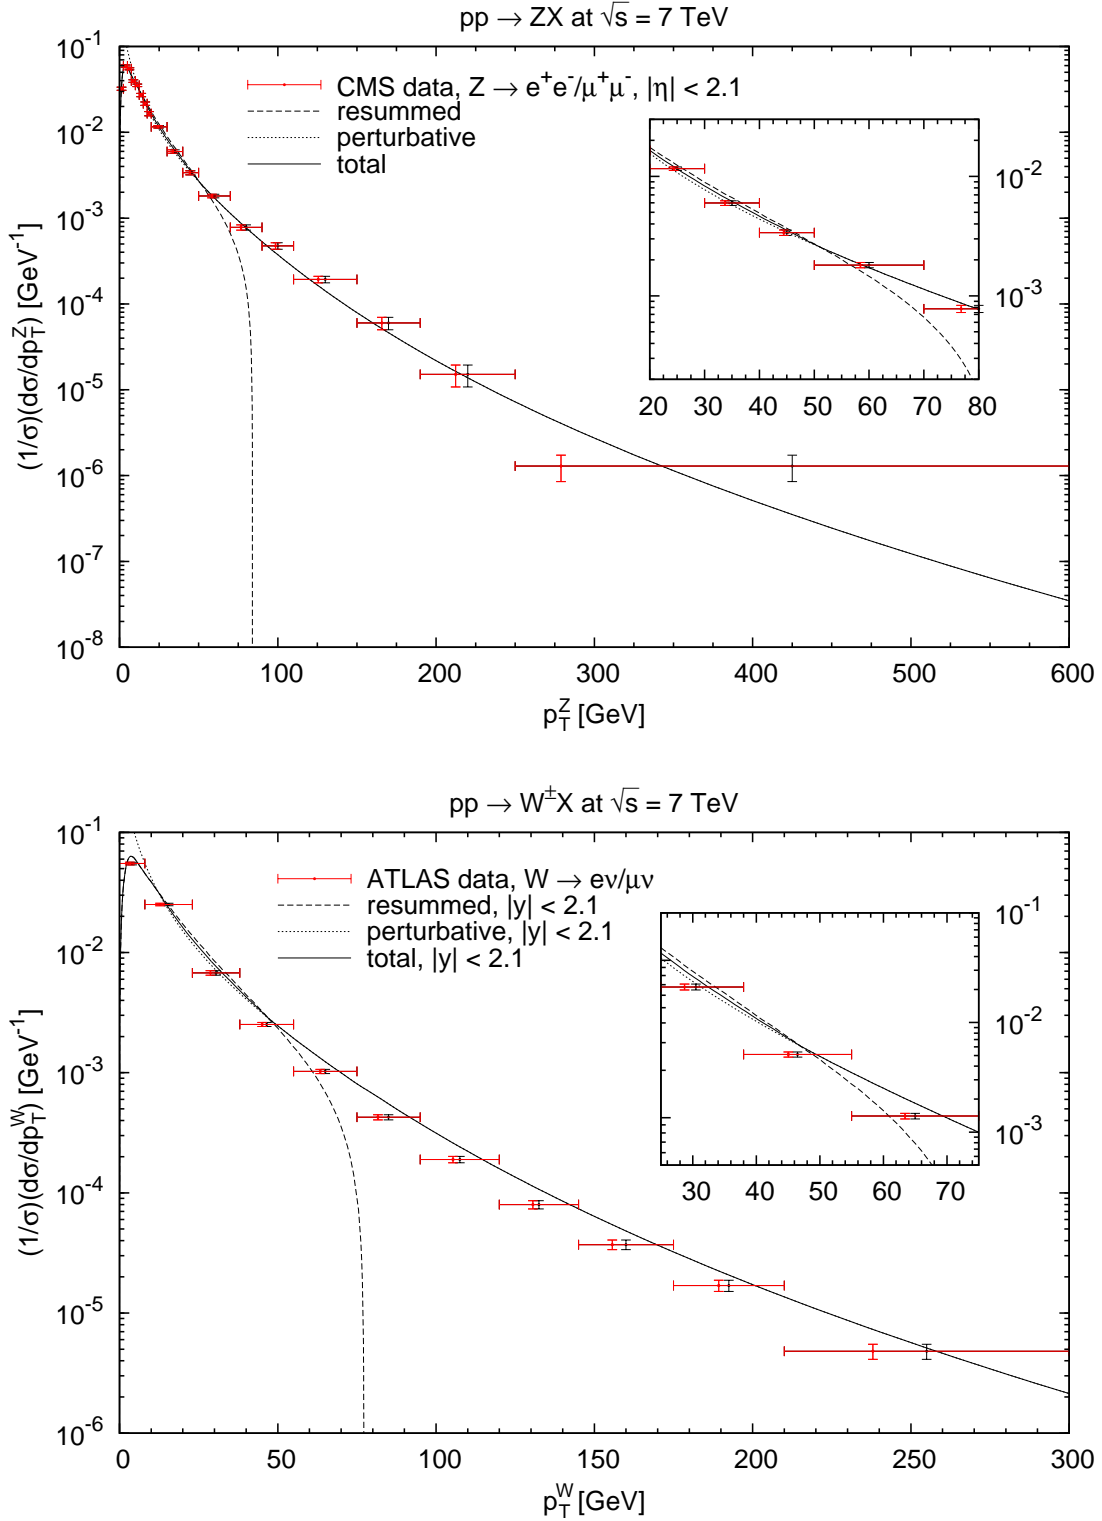 pp → ZX at √s = 7 TeV
CMS data, Z → e⁺e⁻/μ⁺μ⁻, |η| < 2.1
resummed
perturbative
total
(1/σ)(dσ/dp_T^Z) [GeV⁻¹]
10⁻¹
10⁻²
10⁻³
10⁻⁴
10⁻⁵
10⁻⁶
10⁻⁷
10⁻⁸
10⁻²
10⁻³
20 30 40 50 60 70 80
0 100 200 300 400 500 600
p_T^Z [GeV]
pp → W^±X at √s = 7 TeV
ATLAS data, W → eν/μν
resummed, |y| < 2.1
perturbative, |y| < 2.1
total, |y| < 2.1
(1/σ)(dσ/dp_T^W) [GeV⁻¹]
10⁻¹
10⁻²
10⁻³
10⁻⁴
10⁻⁵
10⁻⁶
10⁻¹
10⁻²
10⁻³
30 40 50 60 70
0 50 100 150 200 250 300
p_T^W [GeV]